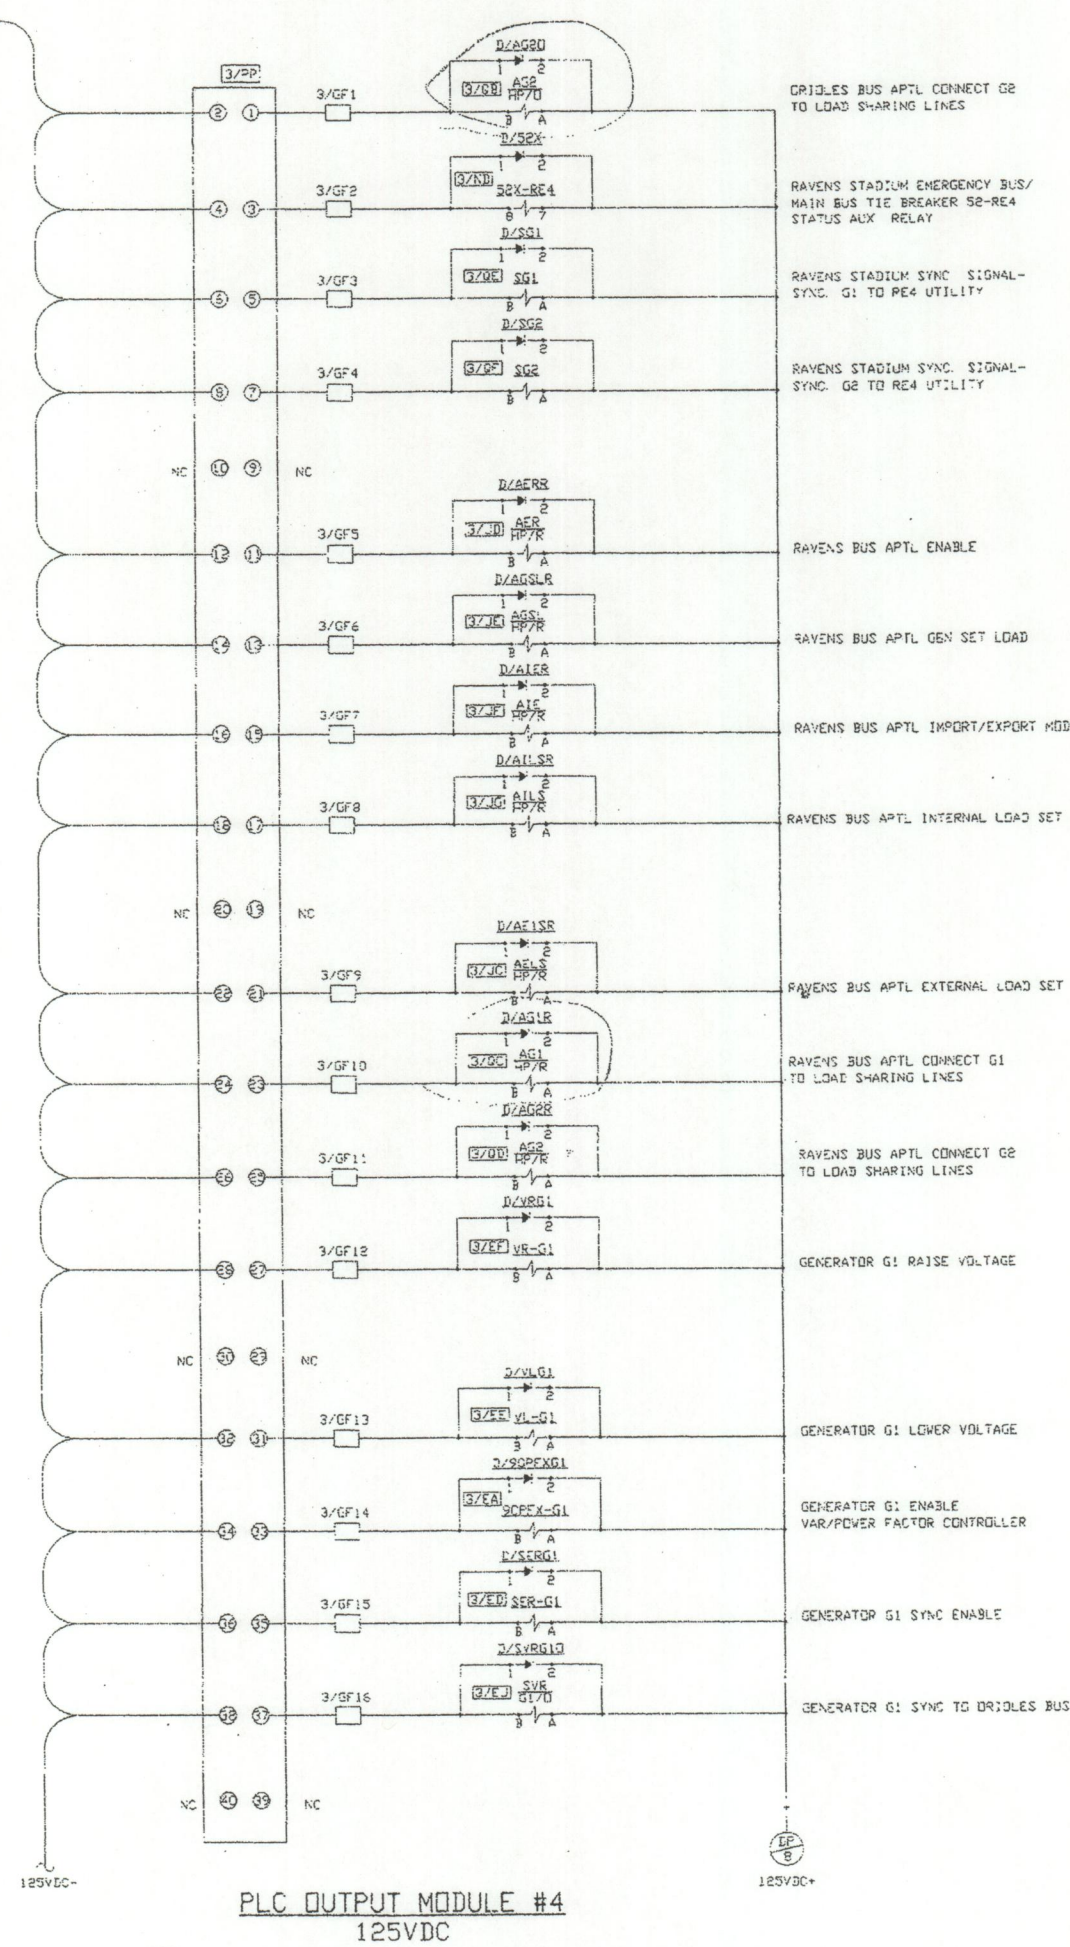 3/PP
D/AG2O
1 2
3/GB AG2
HP/O
3/GF1
2 1
B A
ORIOLES BUS APTL CONNECT G2
TO LOAD SHARING LINES
D/52X
1 2
3/ND
52X-RE4
3/GF2
4 3
8 7
RAVENS STADIUM EMERGENCY BUS/
MAIN BUS TIE BREAKER 52-RE4
STATUS AUX RELAY
D/SG1
1 2
3/QE SG1
3/GF3
6 5
B A
RAVENS STADIUM SYNC SIGNAL-
SYNC. G1 TO RE4 UTILITY
D/SG2
1 2
3/QF SG2
3/GF4
8 7
B A
RAVENS STADIUM SYNC. SIGNAL-
SYNC. G2 TO RE4 UTILITY
NC 10 9 NC
D/AERR
1 2
3/JD AER
HP/R
3/GF5
12 11
B A
RAVENS BUS APTL ENABLE
D/AGSLR
1 2
3/JE AGSL
HP/R
3/GF6
14 13
B A
RAVENS BUS APTL GEN SET LOAD
D/AIER
1 2
3/JF AIE
HP/R
3/GF7
16 15
B A
RAVENS BUS APTL IMPORT/EXPORT MOD
D/AILSR
1 2
3/JG AILS
HP/R
3/GF8
18 17
B A
RAVENS BUS APTL INTERNAL LOAD SET
NC 20 19 NC
D/AE1SR
2
3/JC AELS
HP/R
3/GF9
22 21
B A
RAVENS BUS APTL EXTERNAL LOAD SET
D/AG1R
1 2
3/QC AG1
HP/R
3/GF10
24 23
B A
RAVENS BUS APTL CONNECT G1
TO LOAD SHARING LINES
D/AG2R
1 2
3/QD AG2
HP/R
3/GF11
26 25
B A
RAVENS BUS APTL CONNECT G2
TO LOAD SHARING LINES
D/VRG1
1 2
3/EF VR-G1
3/GF12
28 27
B A
GENERATOR G1 RAISE VOLTAGE
NC 30 29 NC
D/VLG1
1 2
3/EE VL-G1
3/GF13
32 31
B A
GENERATOR G1 LOWER VOLTAGE
D/90PFXG1
1 2
3/EA
90PFX-G1
3/GF14
34 33
B A
GENERATOR G1 ENABLE
VAR/POWER FACTOR CONTROLLER
D/SERG1
1 2
3/ED SER-G1
3/GF15
36 35
B A
GENERATOR G1 SYNC ENABLE
D/SVRG1O
1 2
3/EJ SVR
G1/O
3/GF16
38 37
B A
GENERATOR G1 SYNC TO ORIOLES BUS
NC 40 39 NC
+
DP
8
125VDC-
125VDC+
PLC OUTPUT MODULE #4
125VDC